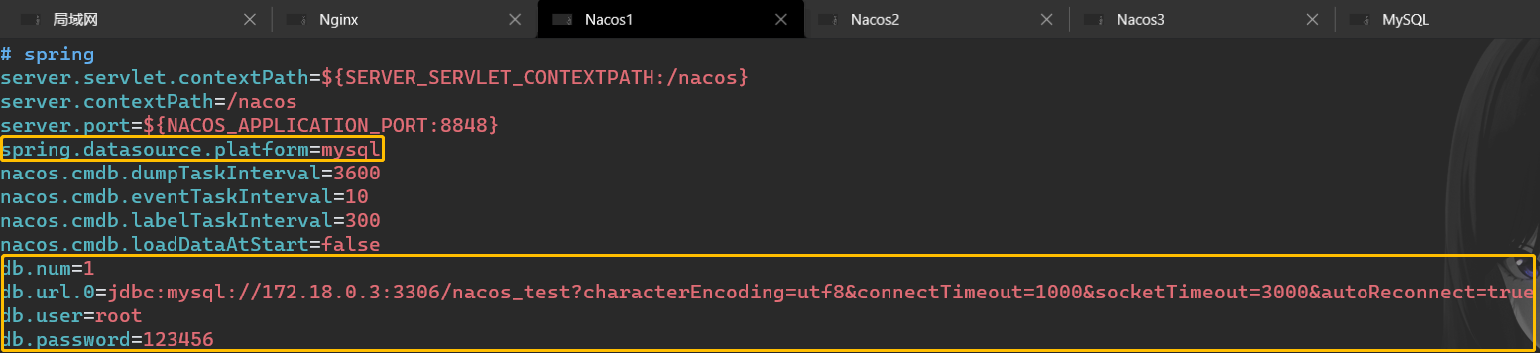 局域网 Nginx Nacos1 Nacos2 Nacos3 MySQL
# spring
server.servlet.contextPath=${SERVER_SERVLET_CONTEXTPATH:/nacos}
server.contextPath=/nacos
server.port=${NACOS_APPLICATION_PORT:8848}
spring.datasource.platform=mysql
nacos.cmdb.dumpTaskInterval=3600
nacos.cmdb.eventTaskInterval=10
nacos.cmdb.labelTaskInterval=300
nacos.cmdb.loadDataAtStart=false
db.num=1
db.url.0=jdbc:mysql://172.18.0.3:3306/nacos_test?characterEncoding=utf8&connectTimeout=1000&socketTimeout=3000&autoReconnect=true
db.user=root
db.password=123456